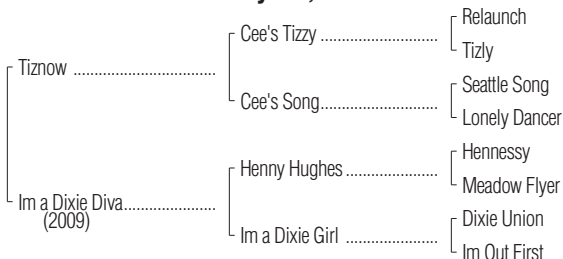 Relaunch
Cee's Tizzy ................................
Tizly
Tiznow ......................................
Seattle Song
Cee's Song................................
Lonely Dancer
Hennessy
Henny Hughes .........................
Meadow Flyer
Im a Dixie Diva.........................
(2009)
Dixie Union
Im a Dixie Girl .........................
Im Out First